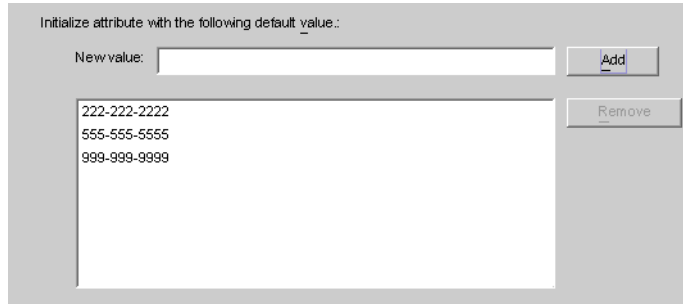 Initialize attribute with the following default value.:
New value:
Add
222-222-2222
555-555-5555
999-999-9999
Remove